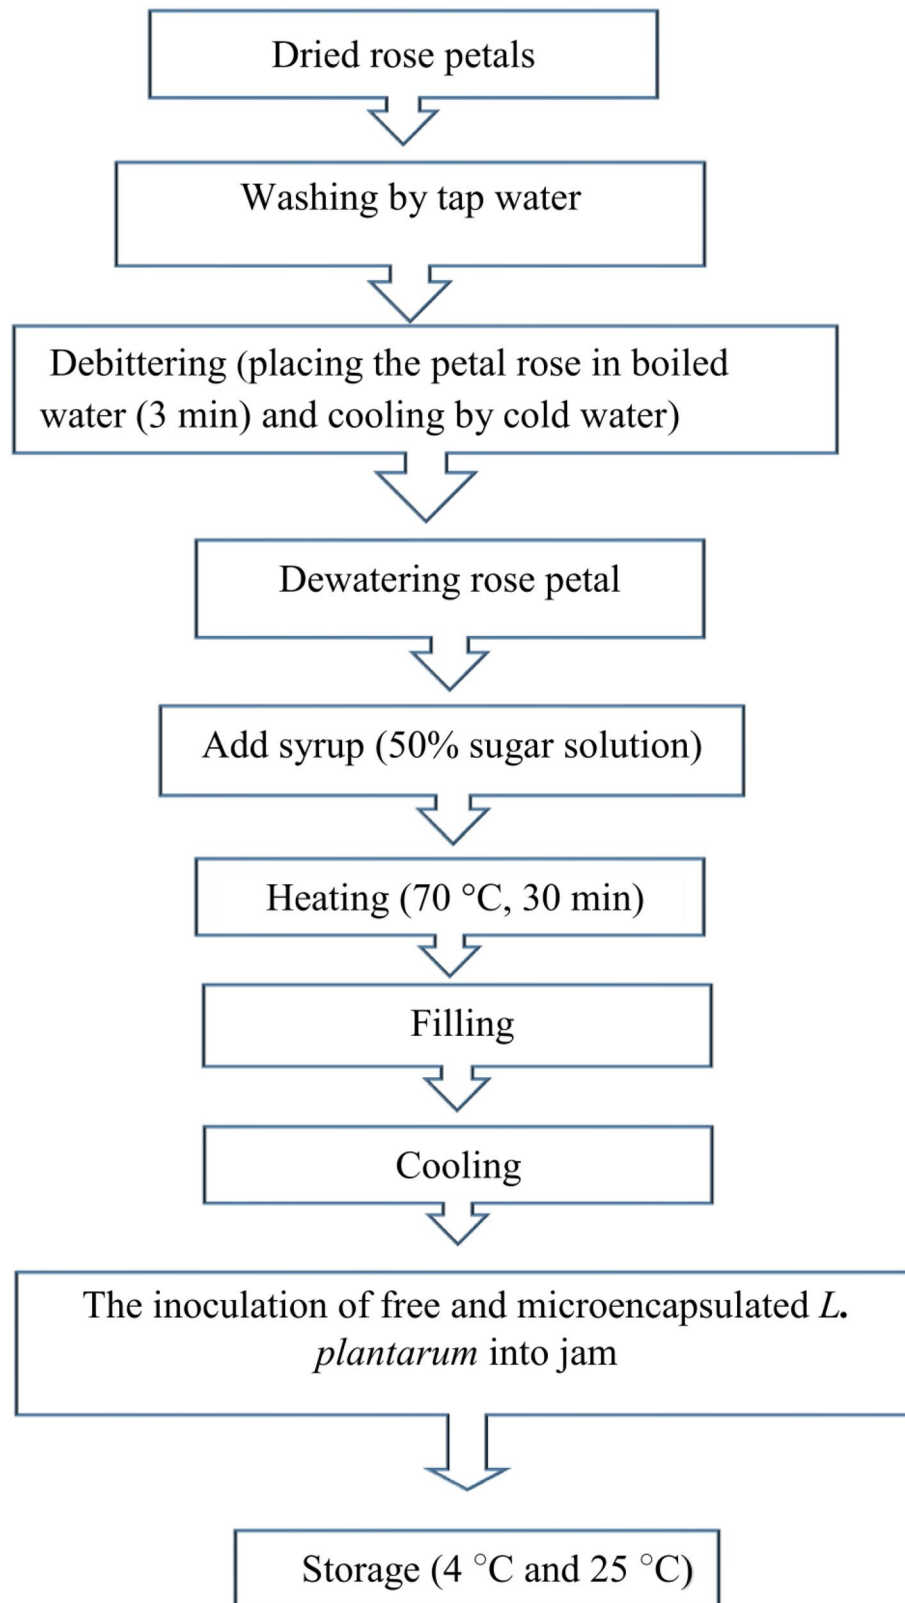 Dried rose petals
Washing by tap water
Debittering (placing the petal rose in boiled
water (3 min) and cooling by cold water)
Dewatering rose petal
Add syrup (50% sugar solution)
Heating (70 °C, 30 min)
Filling
Cooling
The inoculation of free and microencapsulated L.
plantarum into jam
Storage (4 °C and 25 °C)